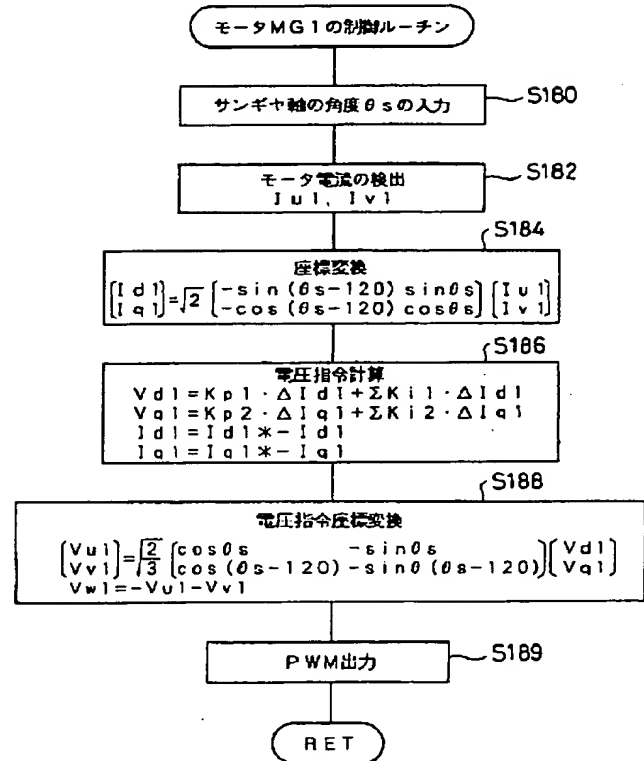 モータMG1の制御ルーチン
サンギヤ軸の角度θsの入力
S180
モータ電流の検出
Iu1, Iv1
S182
S184
座標変換
[Id1] = √2 [-sin(θs-120) sinθs] [Iu1]
[Iq1] [-cos(θs-120) cosθs] [Iv1]
S186
電圧指令計算
Vd1=Kp1・ΔId1+ΣKi1・ΔId1
Vq1=Kp2・ΔIq1+ΣKi2・ΔIq1
Id1=Id1*-Id1
Iq1=Iq1*-Iq1
S188
電圧指令座標変換
[Vu1] = √2/3 [cosθs -sinθs] [Vd1]
[Vv1] [cos(θs-120) -sinθ(θs-120)] [Vq1]
Vw1=-Vu1-Vv1
PWM出力
S189
RET